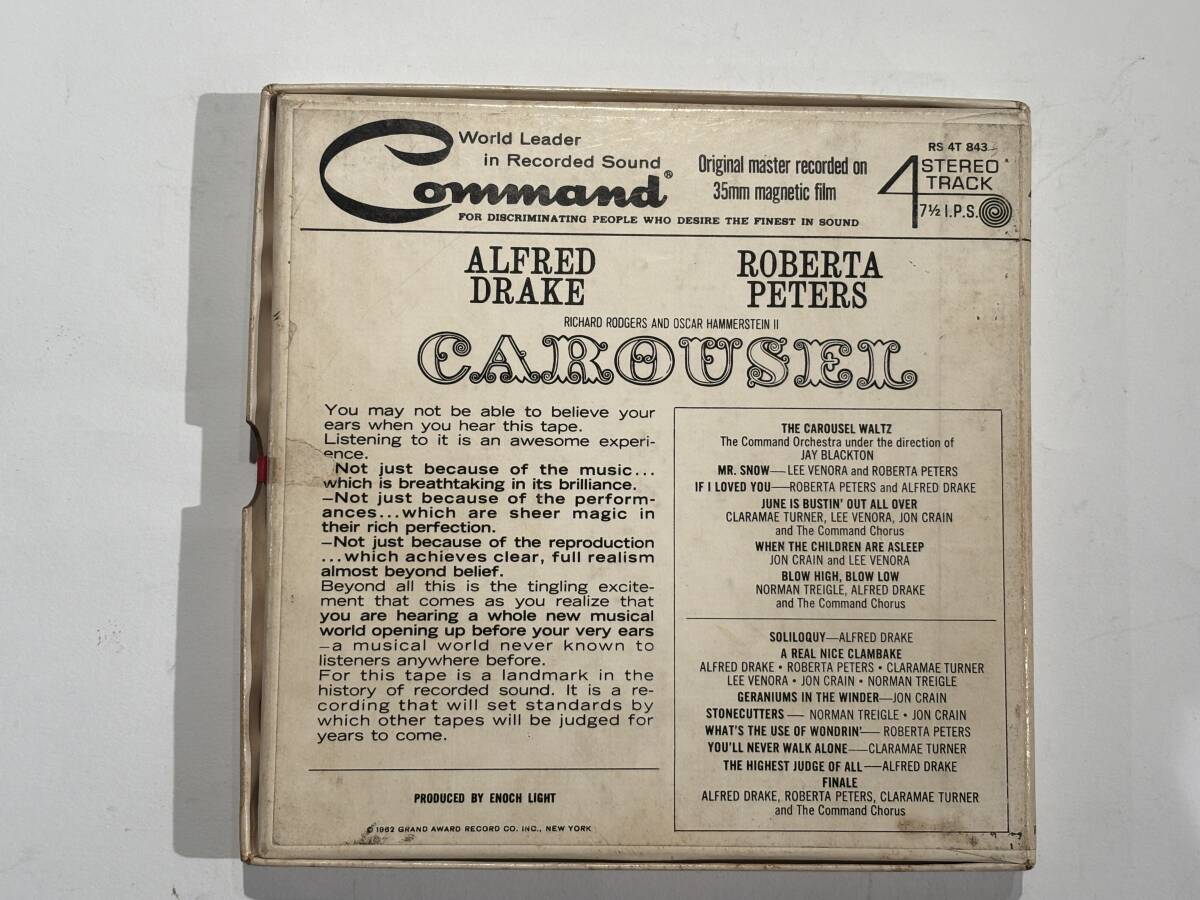 World Leader
in Recorded Sound
Command®
FOR DISCRIMINATING PEOPLE WHO DESIRE THE FINEST IN SOUND
Original master recorded on
35mm magnetic film
RS 4T 843
4 STEREO
TRACK
7½ I.P.S.
ALFRED
DRAKE
ROBERTA
PETERS
RICHARD RODGERS AND OSCAR HAMMERSTEIN II
CAROUSEL
You may not be able to believe your
ears when you hear this tape.
Listening to it is an awesome experi-
ence.
Not just because of the music...
which is breathtaking in its brilliance.
–Not just because of the perform-
ances...which are sheer magic in
their rich perfection.
–Not just because of the reproduction
...which achieves clear, full realism
almost beyond belief.
Beyond all this is the tingling excite-
ment that comes as you realize that
you are hearing a whole new musical
world opening up before your very ears
–a musical world never known to
listeners anywhere before.
For this tape is a landmark in the
history of recorded sound. It is a re-
cording that will set standards by
which other tapes will be judged for
years to come.
PRODUCED BY ENOCH LIGHT
© 1962 GRAND AWARD RECORD CO. INC., NEW YORK
THE CAROUSEL WALTZ
The Command Orchestra under the direction of
JAY BLACKTON
MR. SNOW—LEE VENORA and ROBERTA PETERS
IF I LOVED YOU—ROBERTA PETERS and ALFRED DRAKE
JUNE IS BUSTIN' OUT ALL OVER
CLARAMAE TURNER, LEE VENORA, JON CRAIN
and The Command Chorus
WHEN THE CHILDREN ARE ASLEEP
JON CRAIN and LEE VENORA
BLOW HIGH, BLOW LOW
NORMAN TREIGLE, ALFRED DRAKE
and The Command Chorus
SOLILOQUY—ALFRED DRAKE
A REAL NICE CLAMBAKE
ALFRED DRAKE • ROBERTA PETERS • CLARAMAE TURNER
LEE VENORA • JON CRAIN • NORMAN TREIGLE
GERANIUMS IN THE WINDER—JON CRAIN
STONECUTTERS — NORMAN TREIGLE • JON CRAIN
WHAT'S THE USE OF WONDRIN'— ROBERTA PETERS
YOU'LL NEVER WALK ALONE—CLARAMAE TURNER
THE HIGHEST JUDGE OF ALL—ALFRED DRAKE
FINALE
ALFRED DRAKE, ROBERTA PETERS, CLARAMAE TURNER
and The Command Chorus